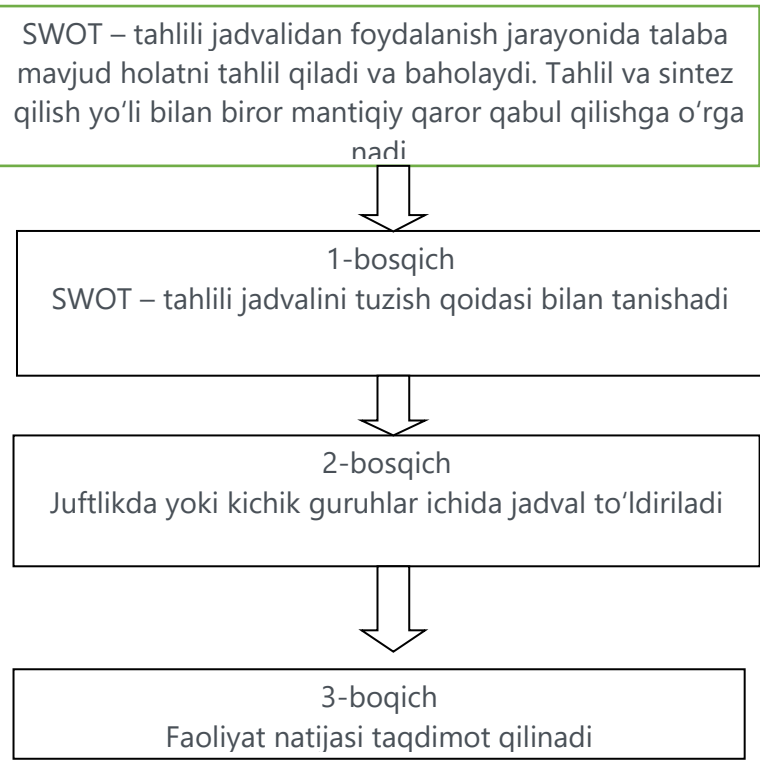 SWOT – tahlili jadvalidan foydalanish jarayonida talaba
mavjud holatni tahlil qiladi va baholaydi. Tahlil va sintez
qilish yo‘li bilan biror mantiqiy qaror qabul qilishga o‘rga
nadi
1-bosqich
SWOT – tahlili jadvalini tuzish qoidasi bilan tanishadi
2-bosqich
Juftlikda yoki kichik guruhlar ichida jadval to‘ldiriladi
3-boqich
Faoliyat natijasi taqdimot qilinadi